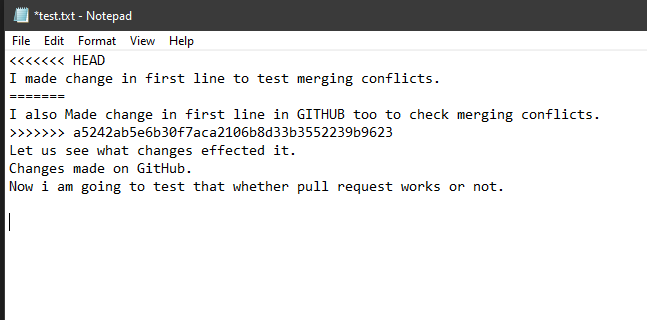 *test.txt - Notepad
File Edit Format View Help
<<<<<<< HEAD
I made change in first line to test merging conflicts.
=======
I also Made change in first line in GITHUB too to check merging conflicts.
>>>>>>> a5242ab5e6b30f7aca2106b8d33b3552239b9623
Let us see what changes effected it.
Changes made on GitHub.
Now i am going to test that whether pull request works or not.